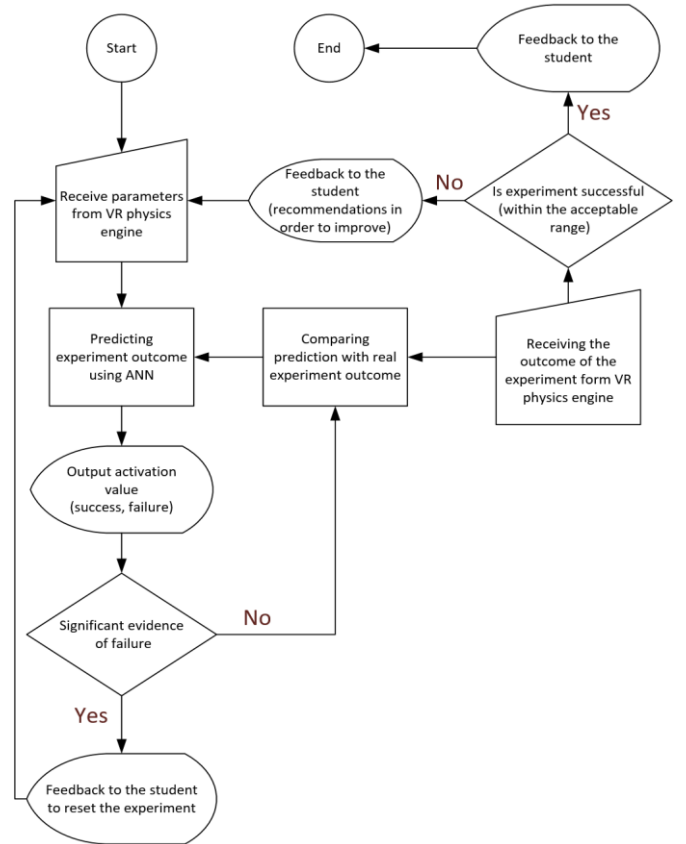 Start
End
Feedback to the
student
Yes
Receive parameters
from VR physics
engine
Feedback to the
student
(recommendations in
order to improve)
No
Is experiment successful
(within the acceptable
range)
Predicting
experiment outcome
using ANN
Comparing
prediction with real
experiment outcome
Receiving the
outcome of the
experiment form VR
physics engine
Output activation
value
(success, failure)
Significant evidence
of failure
No
Yes
Feedback to the student
to reset the experiment